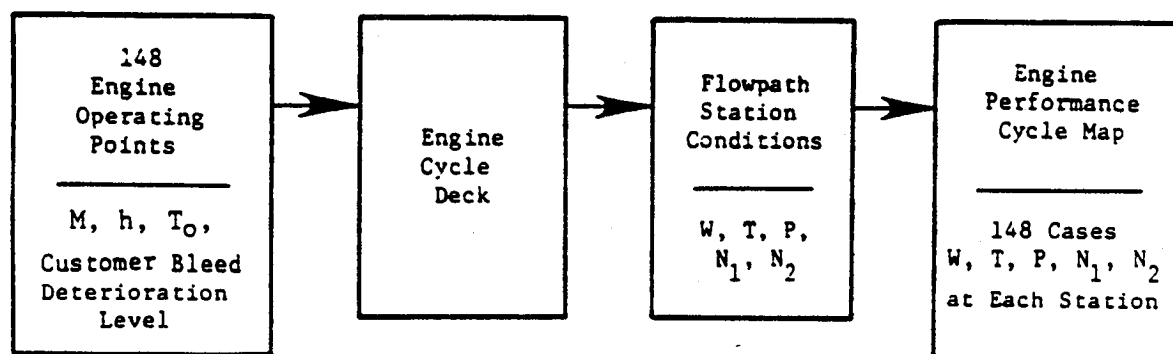 148
Engine
Operating
Points
M, h, T₀,
Customer Bleed
Deterioration
Level
Engine
Cycle
Deck
Flowpath
Station
Conditions
W, T, P,
N₁, N₂
Engine
Performance
Cycle Map
148 Cases
W, T, P, N₁, N₂
at Each Station